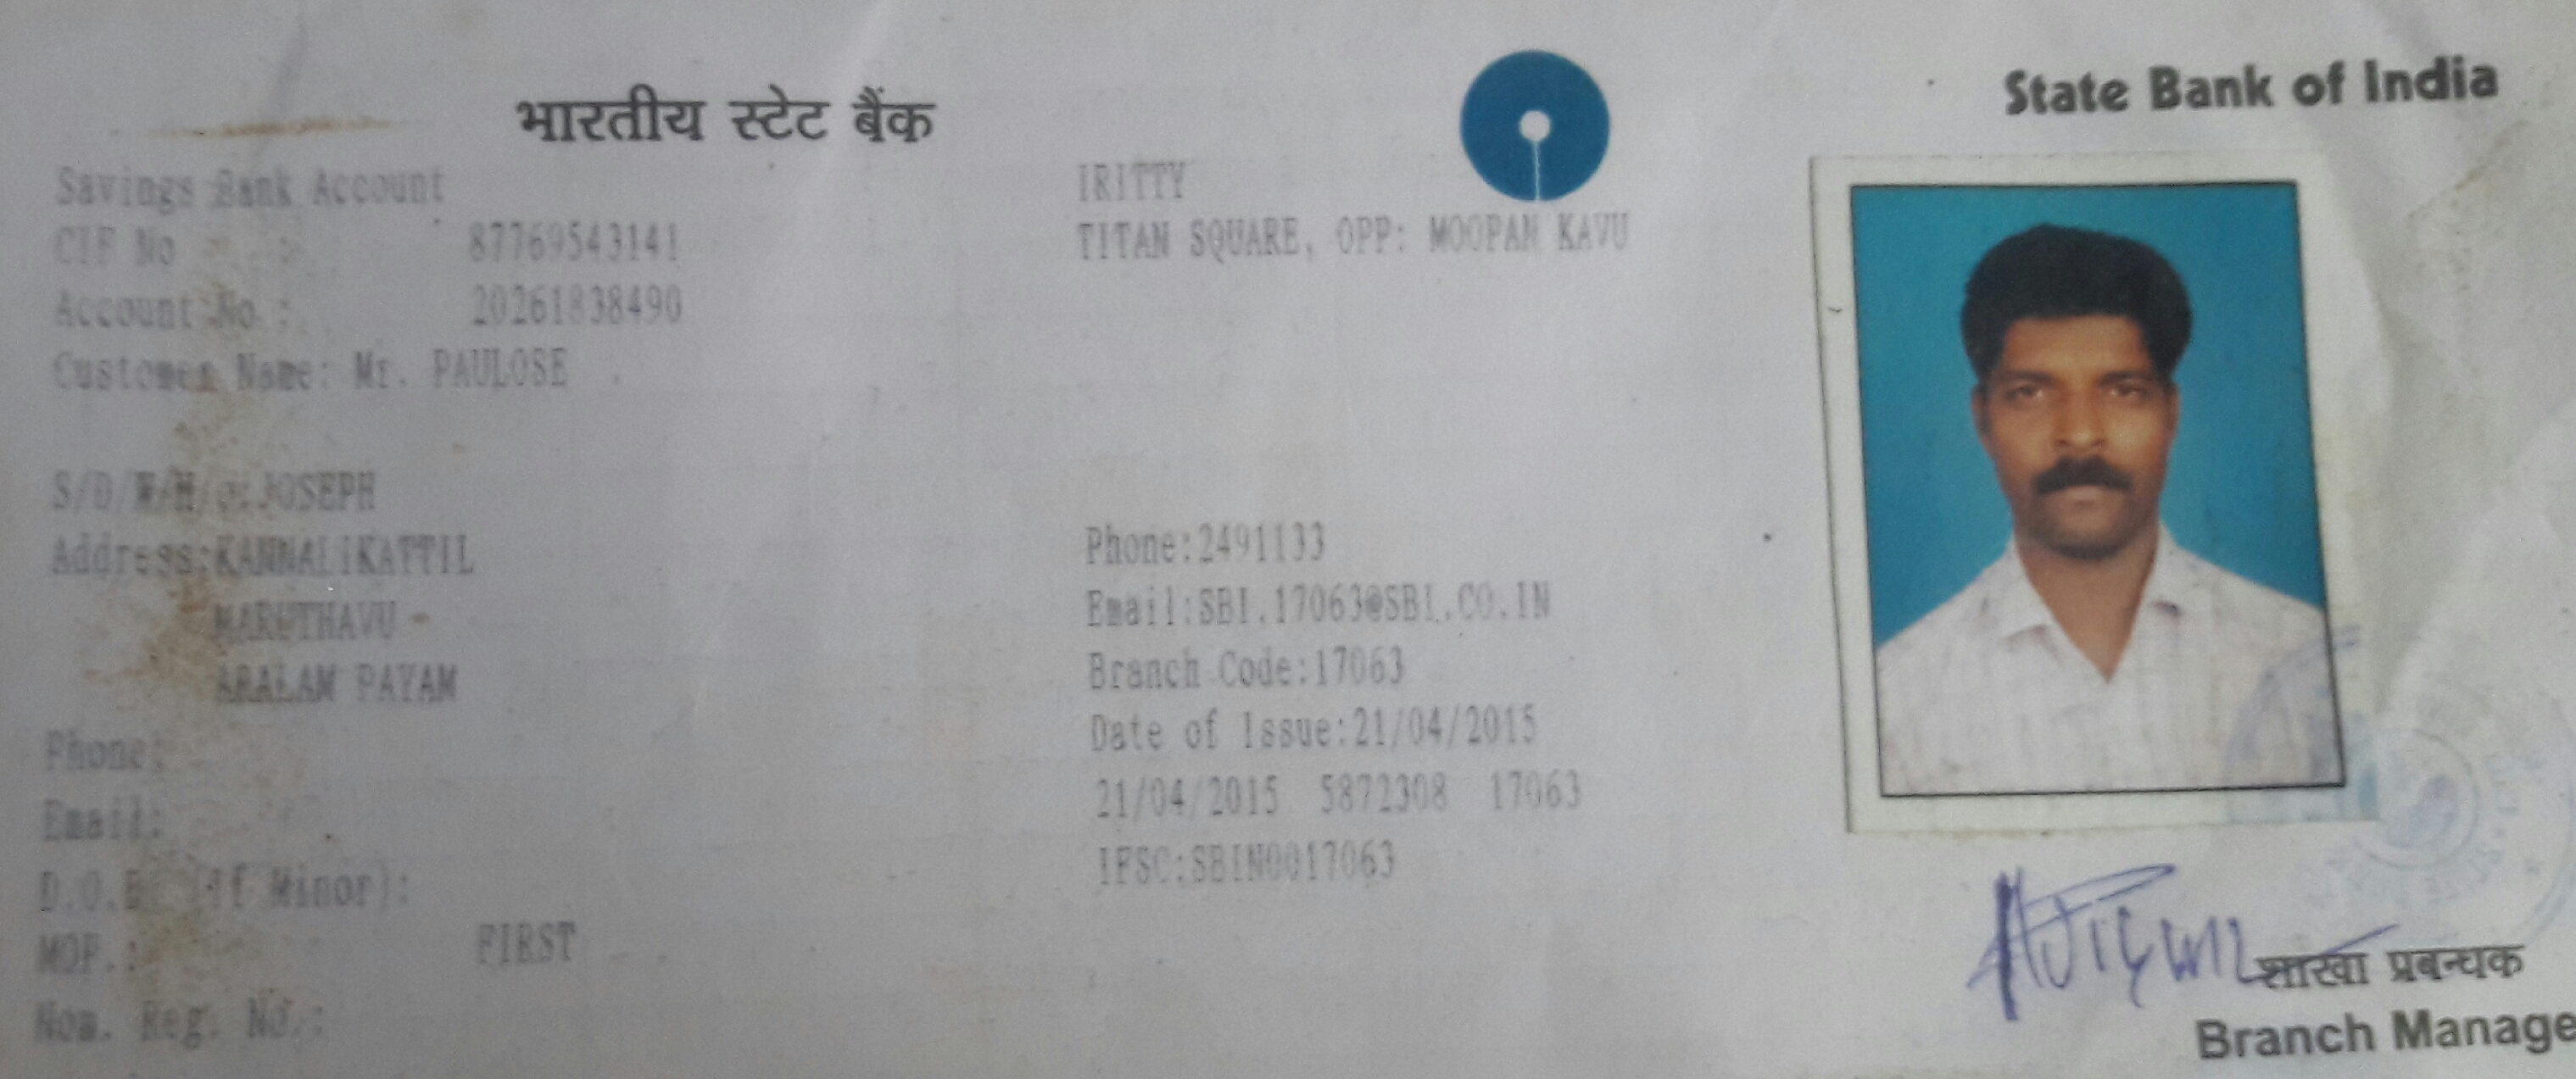 भारतीय स्टेट बैंक
State Bank of India
Savings Bank Account
CIF No : 87769543141
Account No.: 20261838490
Customer Name: Mr. PAULOSE .
S/D/W/H/o:JOSEPH
Address:KANNALIKATTIL
MARUTHAVU
ARALAM PAYAM
Phone:
Email:
D.O.B. (If Minor):
MOP.: FIRST
Nom. Reg. No.:
IRITTY
TITAN SQUARE, OPP: MOOPAN KAVU
Phone:2491133
Email:SBI.17063@SBI.CO.IN
Branch Code:17063
Date of Issue:21/04/2015
21/04/2015 5872308 17063
IFSC:SBIN0017063
शाखा प्रबन्धक
Branch Manage